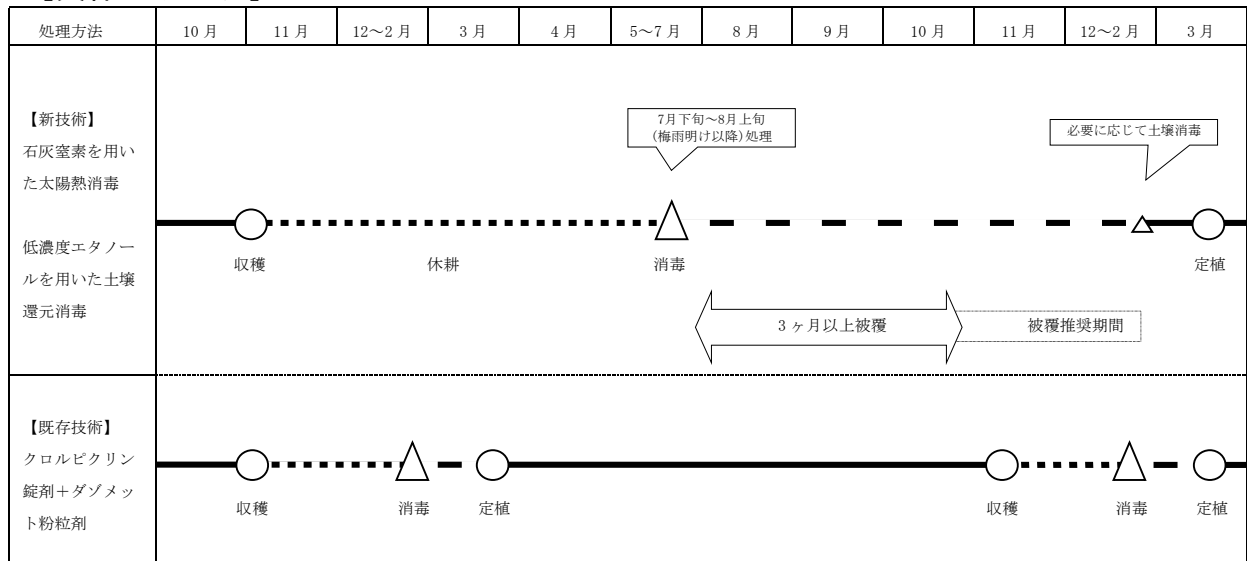 処理方法 10月 11月 12～2月 3月 4月 5～7月 8月 9月 10月 11月 12～2月 3月
【新技術】
石灰窒素を用い
た太陽熱消毒
低濃度エタノー
ルを用いた土壌
還元消毒
7月下旬～8月上旬
(梅雨明け以降)処理
必要に応じて土壌消毒
収穫 休耕 消毒 定植
3ヶ月以上被覆 被覆推奨期間
【既存技術】
クロルピクリン
錠剤＋ダゾメッ
ト粉粒剤
収穫 消毒 定植 収穫 消毒 定植